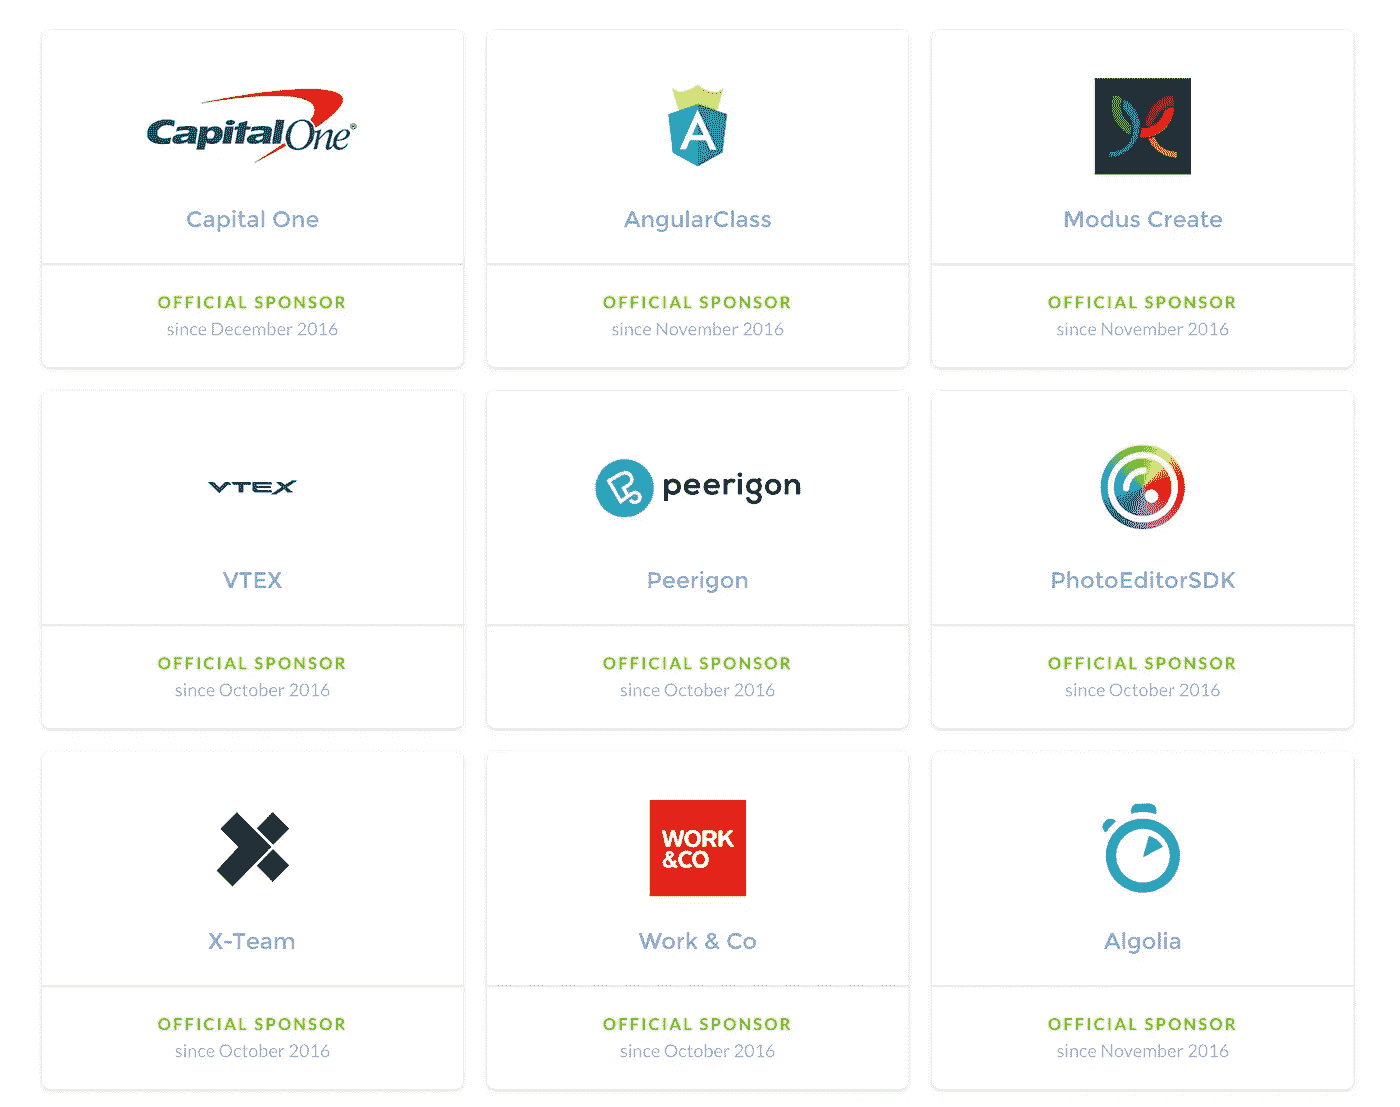 CapitalOne®
Capital One
OFFICIAL SPONSOR
since December 2016
A
AngularClass
OFFICIAL SPONSOR
since November 2016
Modus Create
OFFICIAL SPONSOR
since November 2016
VTEX
VTEX
OFFICIAL SPONSOR
since October 2016
peerigon
Peerigon
OFFICIAL SPONSOR
since October 2016
PhotoEditorSDK
OFFICIAL SPONSOR
since October 2016
X-Team
OFFICIAL SPONSOR
since October 2016
WORK
&CO
Work & Co
OFFICIAL SPONSOR
since October 2016
Algolia
OFFICIAL SPONSOR
since November 2016